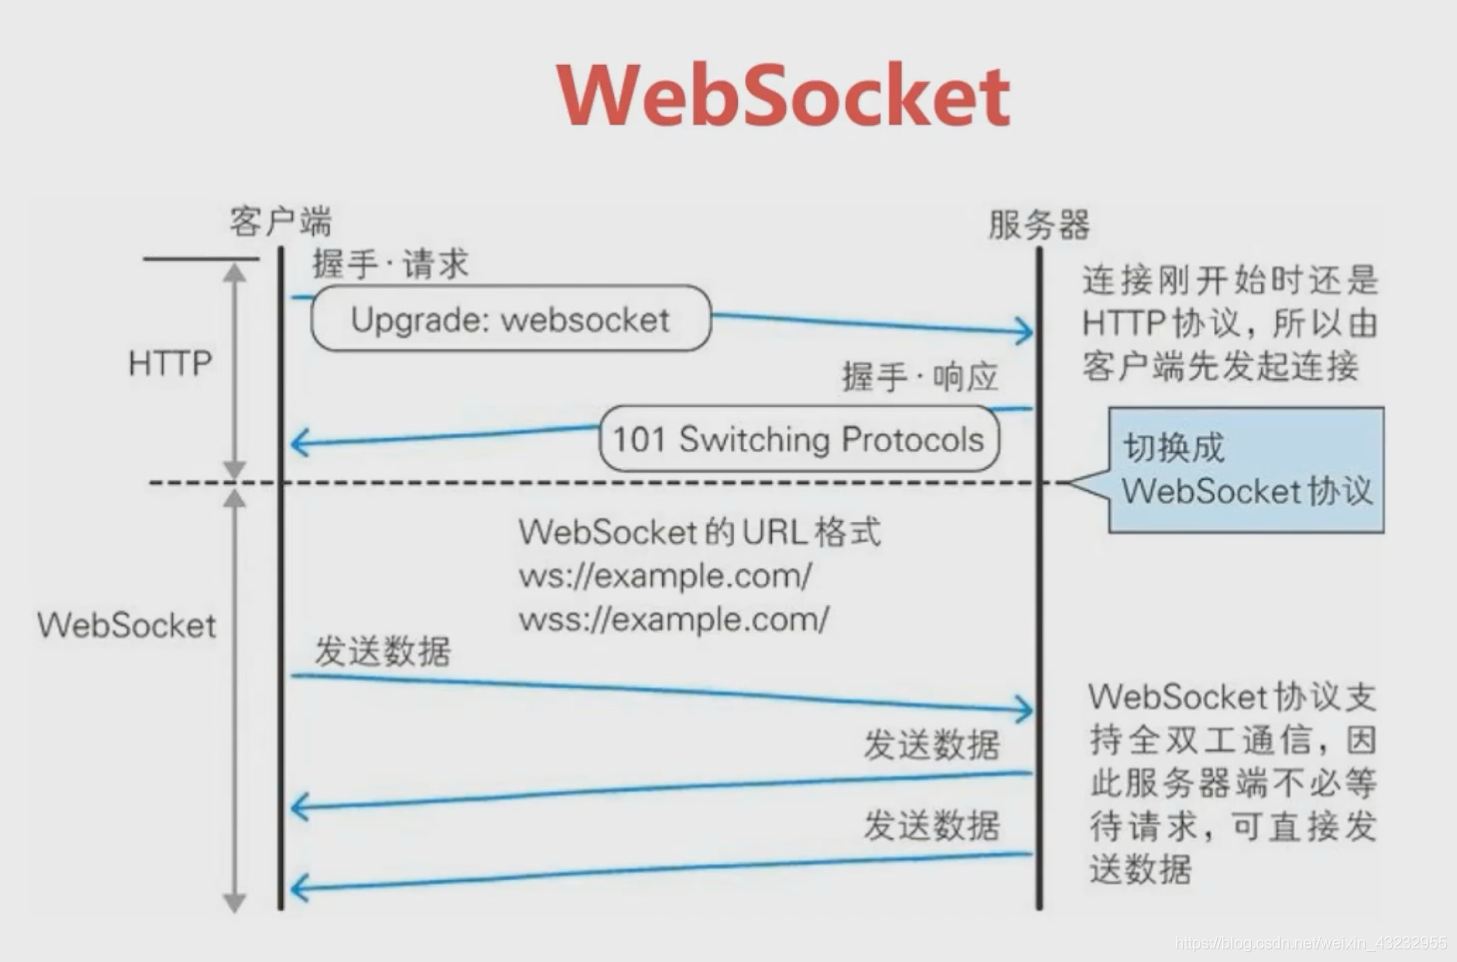 WebSocket
客户端
服务器
握手·请求
Upgrade: websocket
连接刚开始时还是
HTTP协议，所以由
客户端先发起连接
HTTP
握手·响应
101 Switching Protocols
切换成
WebSocket协议
WebSocket的URL格式
ws://example.com/
wss://example.com/
WebSocket
发送数据
发送数据
发送数据
WebSocket协议支
持全双工通信，因
此服务器端不必等
待请求，可直接发
送数据
https://blog.csdn.net/weixin_43232955